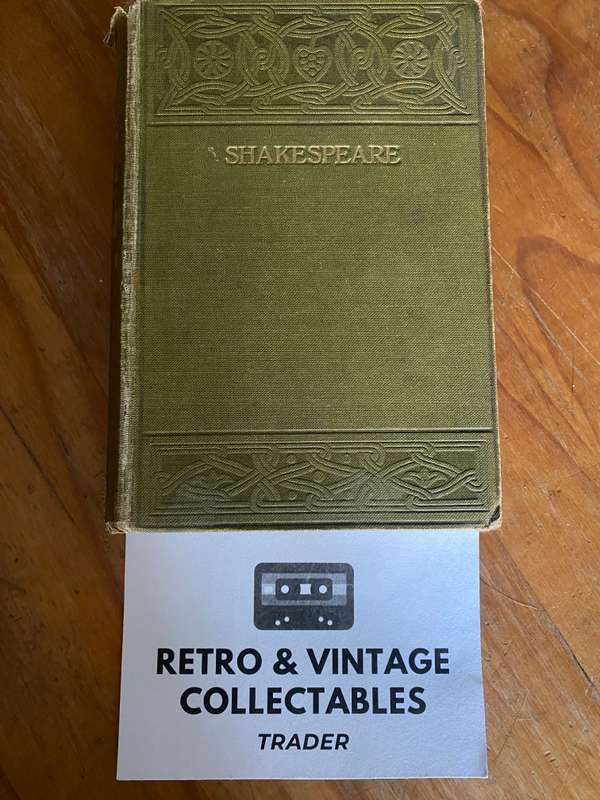 SHAKESPEARE
RETRO & VINTAGE
COLLECTABLES
TRADER